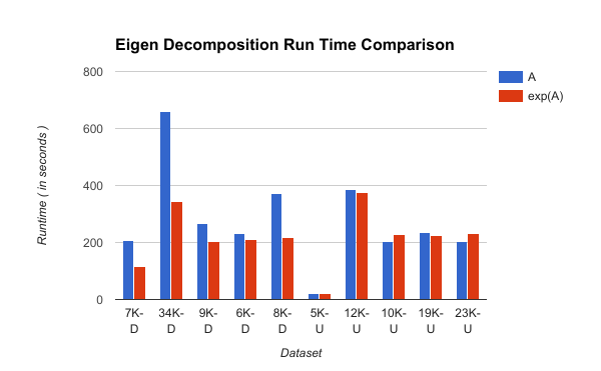 Eigen Decomposition Run Time Comparison
800
600
400
200
0
Runtime ( in seconds )
A
exp(A)
7K- 34K- 9K- 6K- 8K- 5K- 12K- 10K- 19K- 23K-
D D D D D U U U U U
Dataset